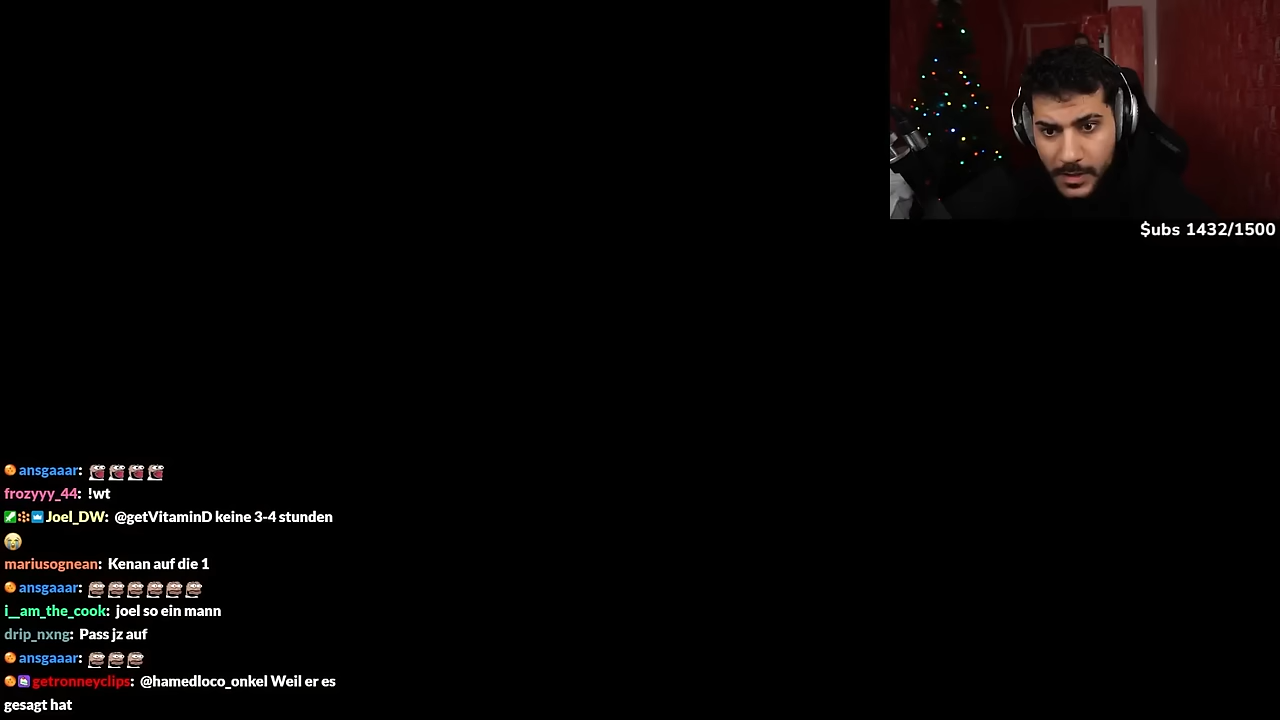 $ubs 1432/1500
ansgaaar:
frozyyy_44: !wt
Joel_DW: @getVitaminD keine 3-4 stunden
mariusognean: Kenan auf die 1
ansgaaar:
i__am_the_cook: joel so ein mann
drip_nxng: Pass jz auf
ansgaaar:
getronneyclips: @hamedloco_onkel Weil er es
gesagt hat